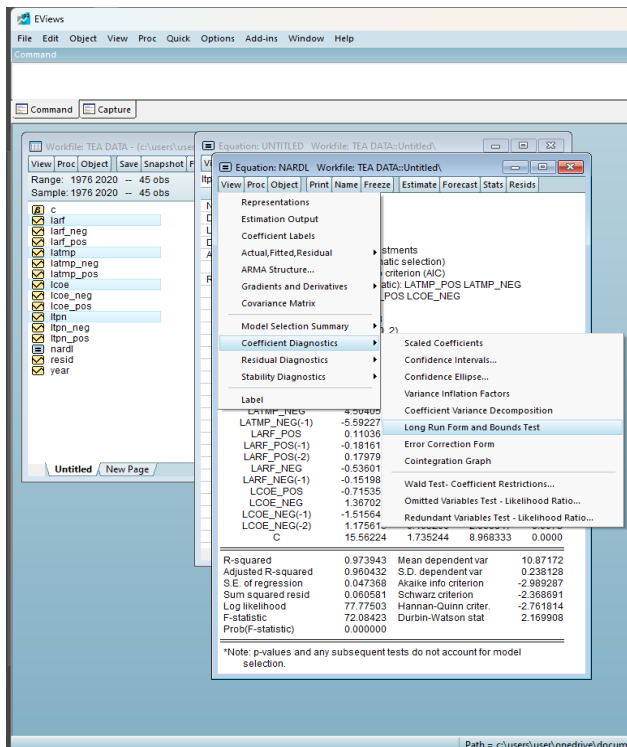 EViews
File Edit Object View Proc Quick Options Add-ins Window Help
Command
Command Capture
Workfile: TEA DATA - (c:\users\user
View Proc Object Save Snapshot F
Range: 1976 2020 -- 45 obs
Sample: 1976 2020 -- 45 obs
c
larf
larf_neg
larf_pos
latmp
latmp_neg
latmp_pos
lcoe
lcoe_neg
lcoe_pos
ltpn
ltpn_neg
ltpn_pos
nardl
resid
year
Untitled New Page
Equation: UNTITLED Workfile: TEA DATA::Untitled\
Equation: NARDL Workfile: TEA DATA::Untitled\
View Proc Object Print Name Freeze Estimate Forecast Stats Resids
Representations
Estimation Output
Coefficient Labels
Actual,Fitted,Residual
ARMA Structure...
Gradients and Derivatives
Covariance Matrix
Model Selection Summary
Coefficient Diagnostics
Residual Diagnostics
Stability Diagnostics
Label
stments
atic selection)
criterion (AIC)
atic): LATMP_POS LATMP_NEG
POS LCOE_NEG
Scaled Coefficients
Confidence Intervals...
Confidence Ellipse...
Variance Inflation Factors
Coefficient Variance Decomposition
Long Run Form and Bounds Test
Error Correction Form
Cointegration Graph
Wald Test- Coefficient Restrictions...
Omitted Variables Test - Likelihood Ratio...
Redundant Variables Test - Likelihood Ratio...
LATMP_NEG 4.50405
LATMP_NEG(-1) -5.59227
LARF_POS 0.11036
LARF_POS(-1) -0.18161
LARF_POS(-2) 0.17979
LARF_NEG -0.53601
LARF_NEG(-1) -0.15198
LCOE_POS -0.71535
LCOE_NEG 1.36702
LCOE_NEG(-1) -1.51564
LCOE_NEG(-2)
C 15.56224 1.735244 8.968333 0.0000
R-squared 0.973943 Mean dependent var 10.87172
Adjusted R-squared 0.960432 S.D. dependent var 0.238128
S.E. of regression 0.047368 Akaike info criterion -2.989287
Sum squared resid 0.060581 Schwarz criterion -2.368691
Log likelihood 77.77503 Hannan-Quinn criter. -2.761814
F-statistic 72.08423 Durbin-Watson stat 2.169908
Prob(F-statistic) 0.000000
*Note: p-values and any subsequent tests do not account for model
selection.
Path = c:\users\user\onedrive\docum